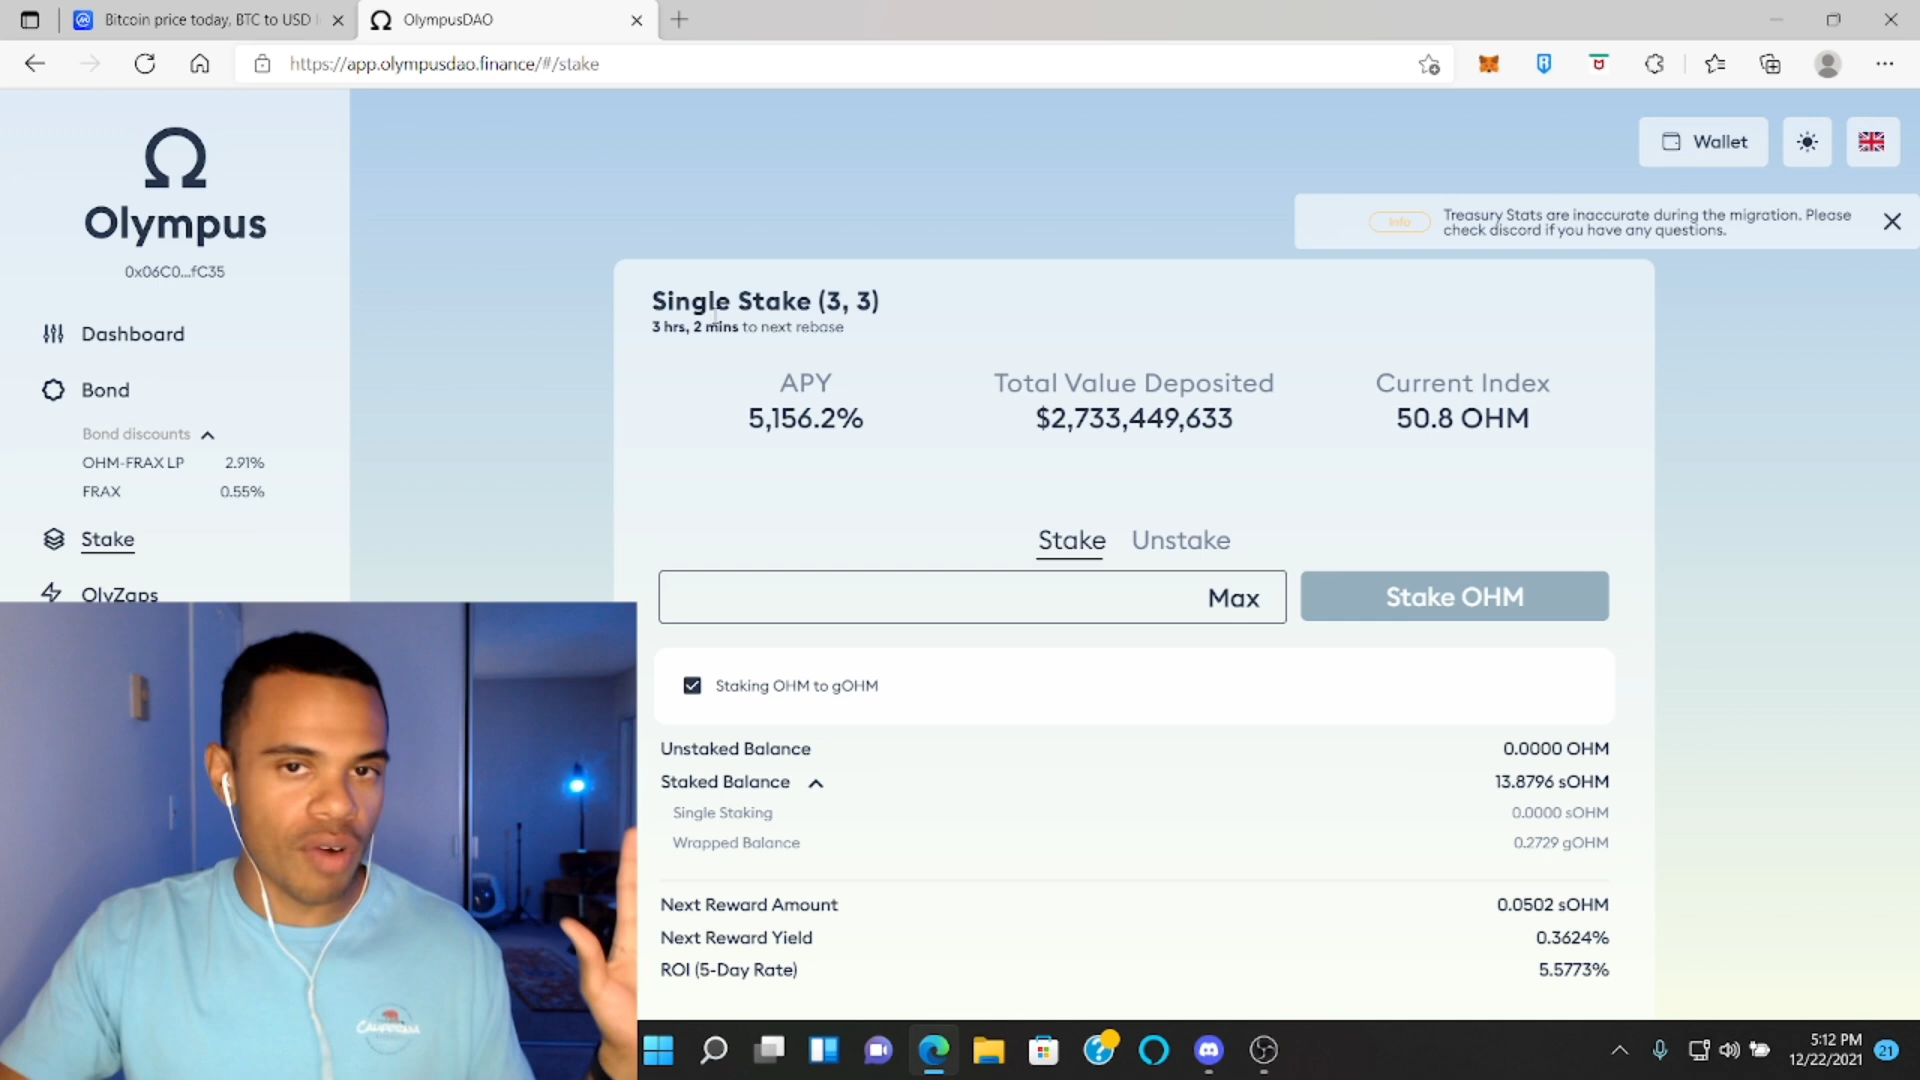 Bitcoin price today, BTC to USD
OlympusDAO
https://app.olympusdao.finance/#/stake
Wallet
Info
Treasury Stats are inaccurate during the migration. Please
check discord if you have any questions.
Olympus
0x06C0...fC35
Dashboard
Bond
Bond discounts
OHM-FRAX LP 2.91%
FRAX 0.55%
Stake
OlyZaps
Single Stake (3, 3)
3 hrs, 2 mins to next rebase
APY
5,156.2%
Total Value Deposited
$2,733,449,633
Current Index
50.8 OHM
Stake Unstake
Max
Stake OHM
Staking OHM to gOHM
Unstaked Balance 0.0000 OHM
Staked Balance 13.8796 sOHM
Single Staking 0.0000 sOHM
Wrapped Balance 0.2729 gOHM
Next Reward Amount 0.0502 sOHM
Next Reward Yield 0.3624%
ROI (5-Day Rate) 5.5773%
CALIFORNIA
5:12 PM
12/22/2021
21